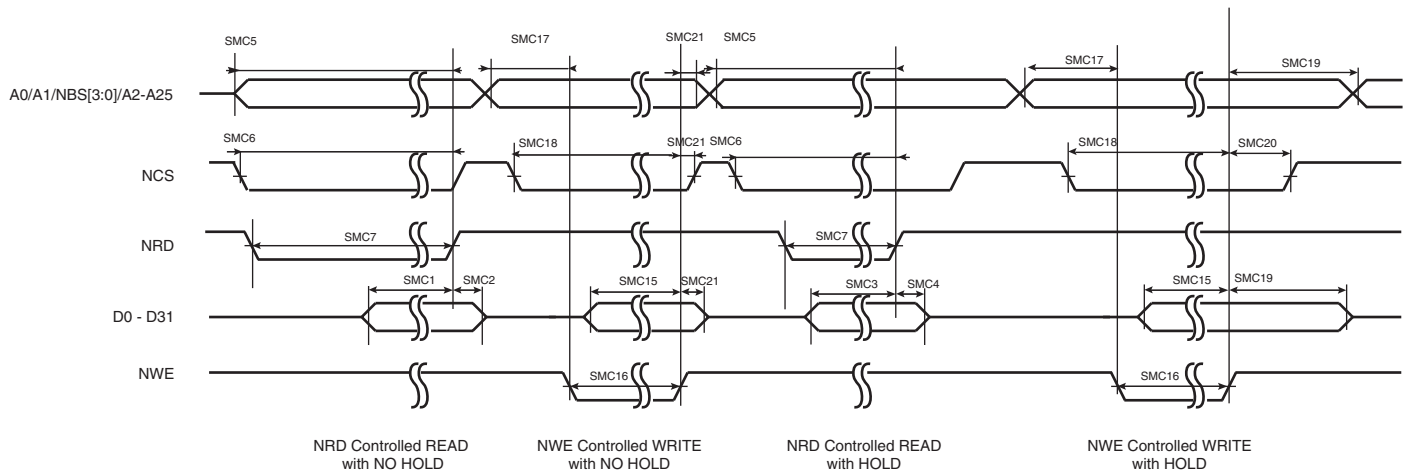 SMC5 SMC17 SMC21 SMC5 SMC17 SMC19
A0/A1/NBS[3:0]/A2-A25
SMC6 SMC18 SMC21 SMC6 SMC18 SMC20
NCS
SMC7 SMC7
NRD
SMC1 SMC2 SMC15 SMC21 SMC3 SMC4 SMC15 SMC19
D0 - D31
NWE
SMC16 SMC16
NRD Controlled READ
with NO HOLD
NWE Controlled WRITE
with NO HOLD
NRD Controlled READ
with HOLD
NWE Controlled WRITE
with HOLD